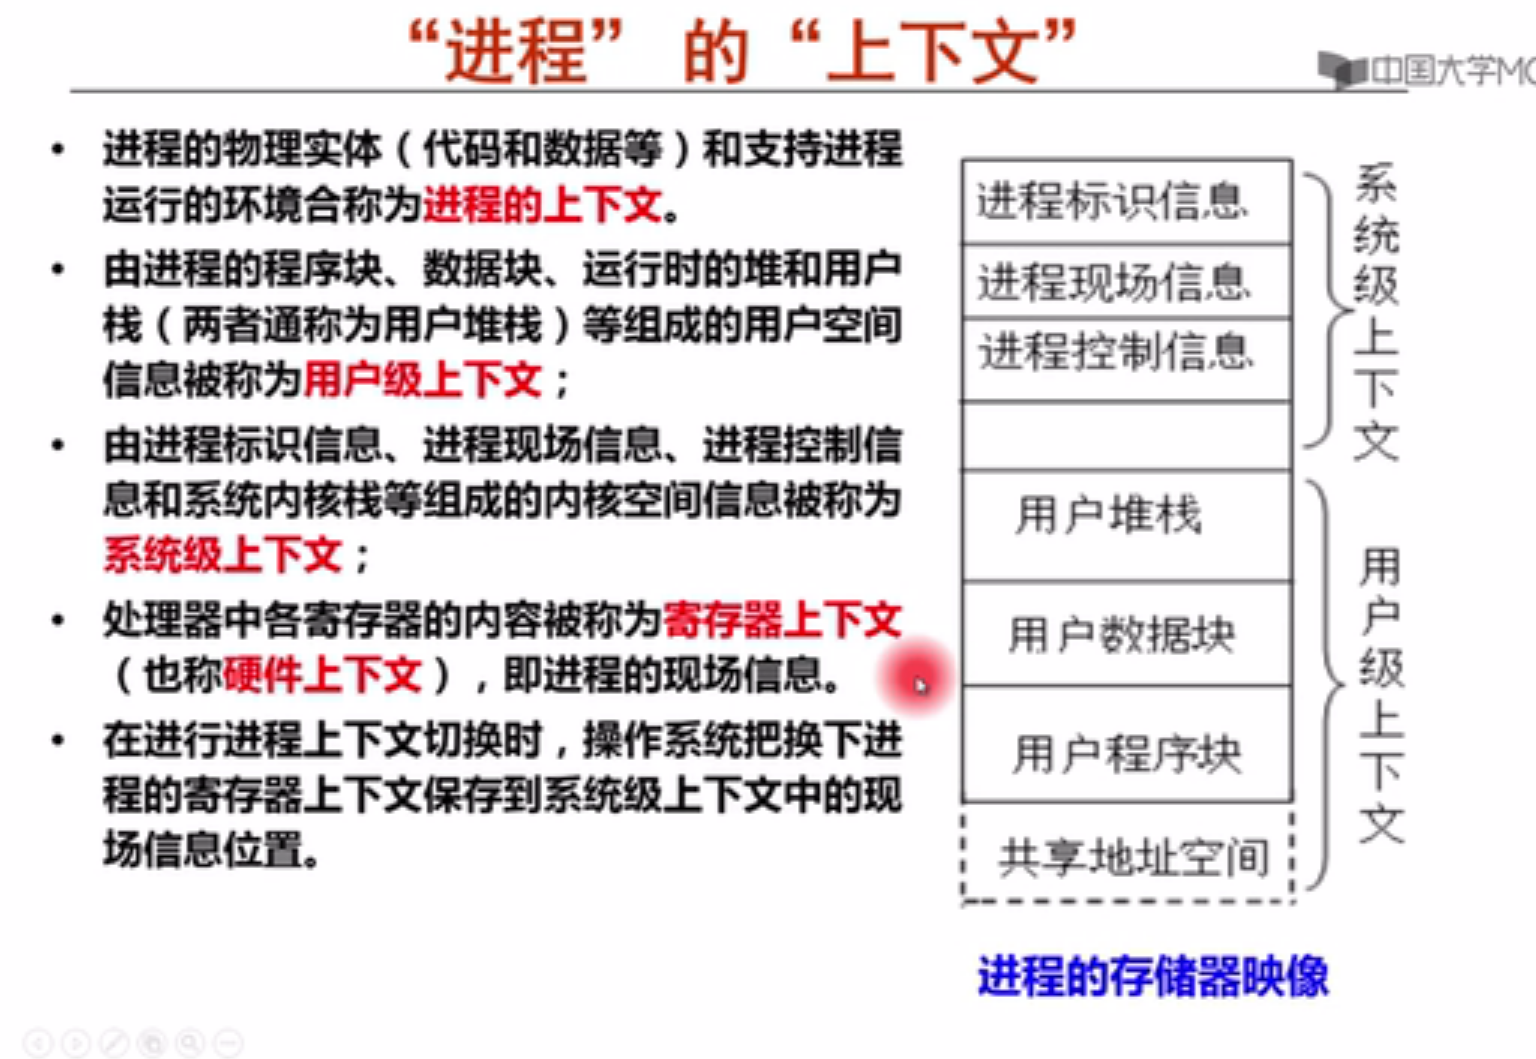 “进程” 的 “上下文”
中国大学MO
• 进程的物理实体（代码和数据等）和支持进程
运行的环境合称为进程的上下文。
• 由进程的程序块、数据块、运行时的堆和用户
栈（两者通称为用户堆栈）等组成的用户空间
信息被称为用户级上下文；
• 由进程标识信息、进程现场信息、进程控制信
息和系统内核栈等组成的内核空间信息被称为
系统级上下文；
• 处理器中各寄存器的内容被称为寄存器上下文
（也称硬件上下文），即进程的现场信息。
• 在进行进程上下文切换时，操作系统把换下进
程的寄存器上下文保存到系统级上下文中的现
场信息位置。
进程标识信息
进程现场信息
进程控制信息
用户堆栈
用户数据块
用户程序块
共享地址空间
系统级上下文
用户级上下文
进程的存储器映像